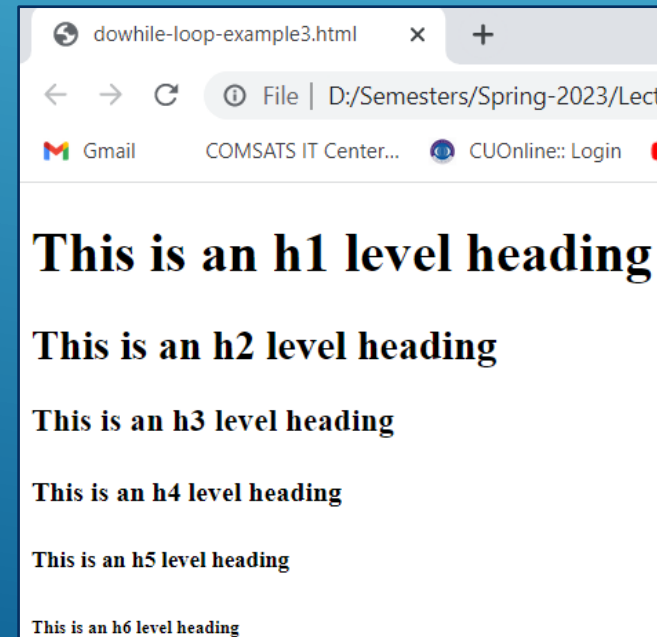 dowhile-loop-example3.html
File | D:/Semesters/Spring-2023/Lect
Gmail COMSATS IT Center... CUOnline:: Login
This is an h1 level heading
This is an h2 level heading
This is an h3 level heading
This is an h4 level heading
This is an h5 level heading
This is an h6 level heading